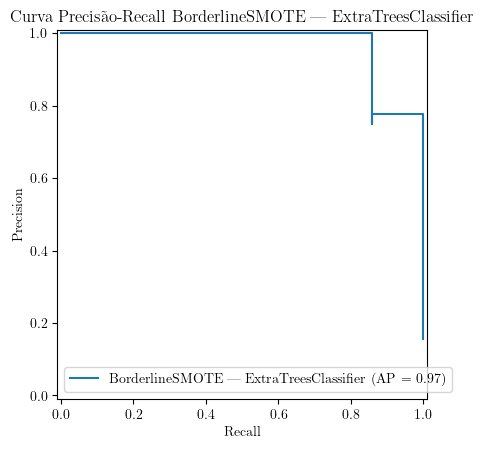 Curva Precisão-Recall BorderlineSMOTE — ExtraTreesClassifier
1.0
0.8
0.6
0.4
0.2
0.0
Precision
BorderlineSMOTE — ExtraTreesClassifier (AP = 0.97)
0.0 0.2 0.4 0.6 0.8 1.0
Recall